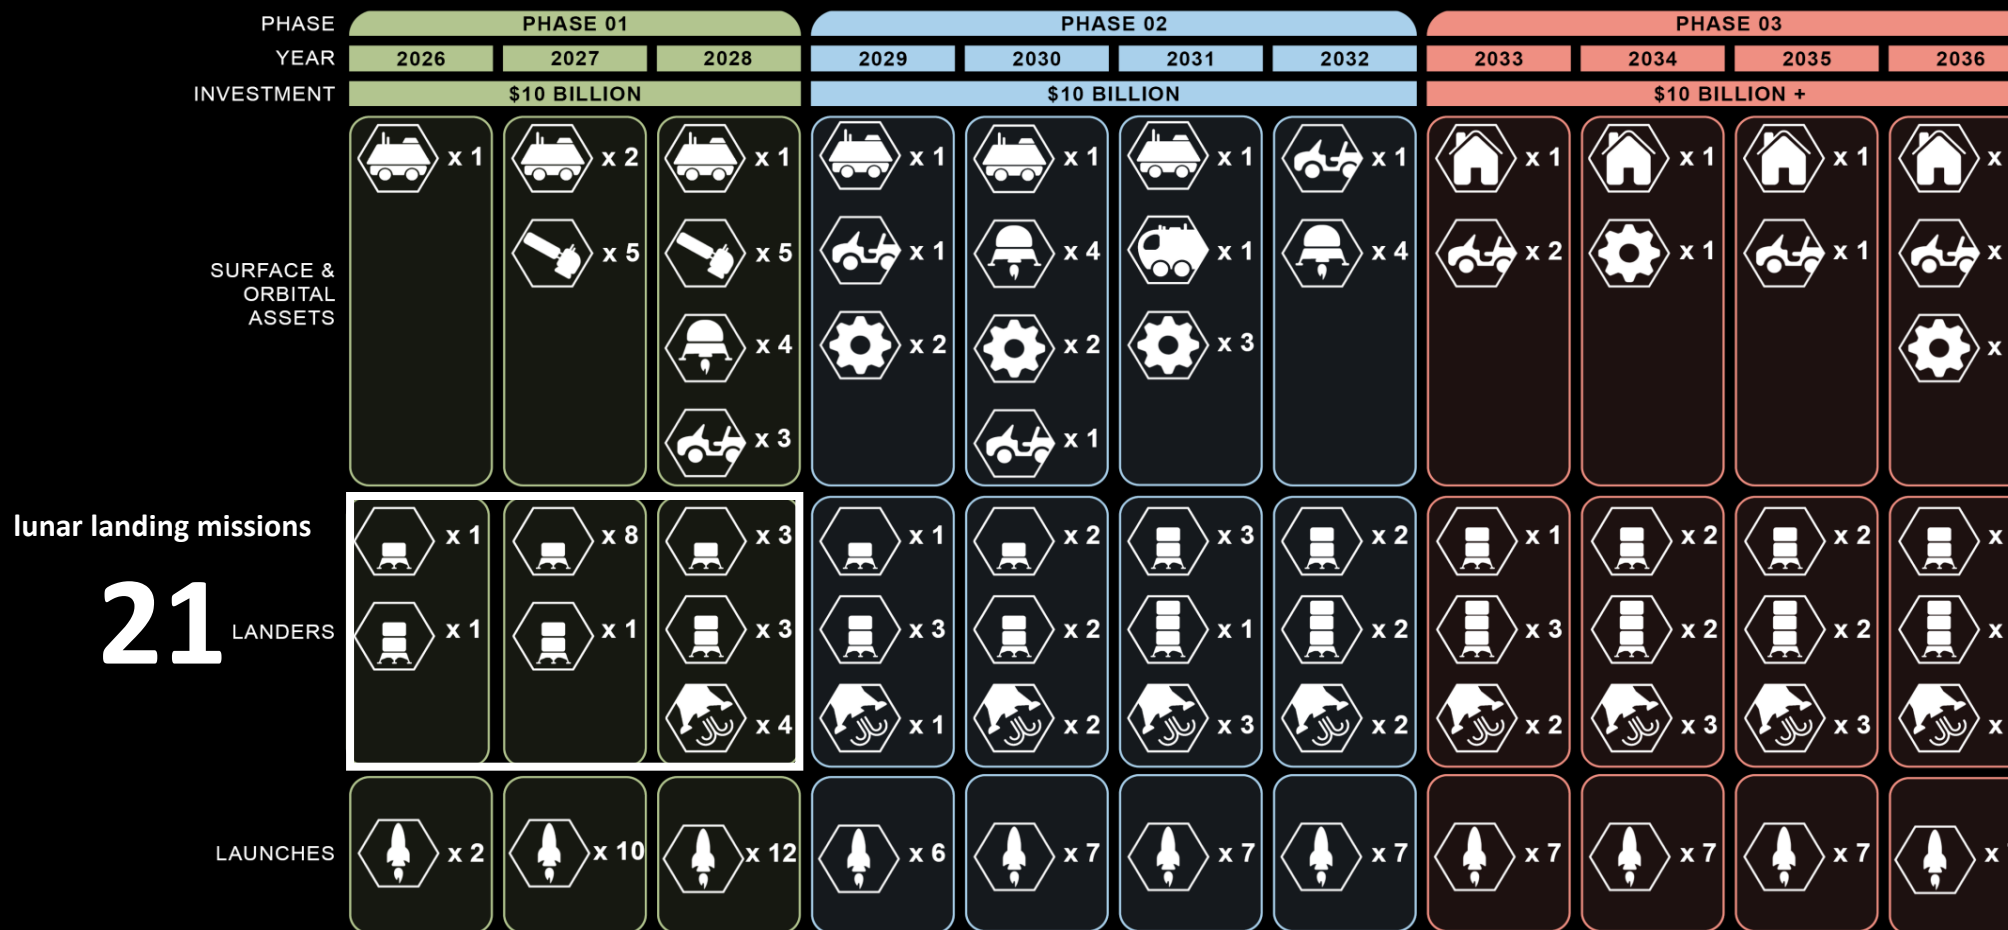 PHASE PHASE 01 PHASE 02 PHASE 03
YEAR 2026 2027 2028 2029 2030 2031 2032 2033 2034 2035 2036
INVESTMENT $10 BILLION $10 BILLION $10 BILLION +
x 1 x 2 x 1 x 1 x 1 x 1 x 1 x 1 x 1 x 1 x
SURFACE &
ORBITAL
ASSETS
x 5 x 5 x 1 x 4 x 1 x 4 x 2 x 1 x 1 x
x 4 x 2 x 2 x 3 x
x 3 x 1
lunar landing missions
x 1 x 8 x 3 x 1 x 2 x 3 x 2 x 1 x 2 x 2 x
21
LANDERS x 1 x 1 x 3 x 3 x 2 x 1 x 2 x 3 x 2 x 2 x
x 4 x 1 x 2 x 3 x 2 x 2 x 3 x 3 x
LAUNCHES x 2 x 10 x 12 x 6 x 7 x 7 x 7 x 7 x 7 x 7 x